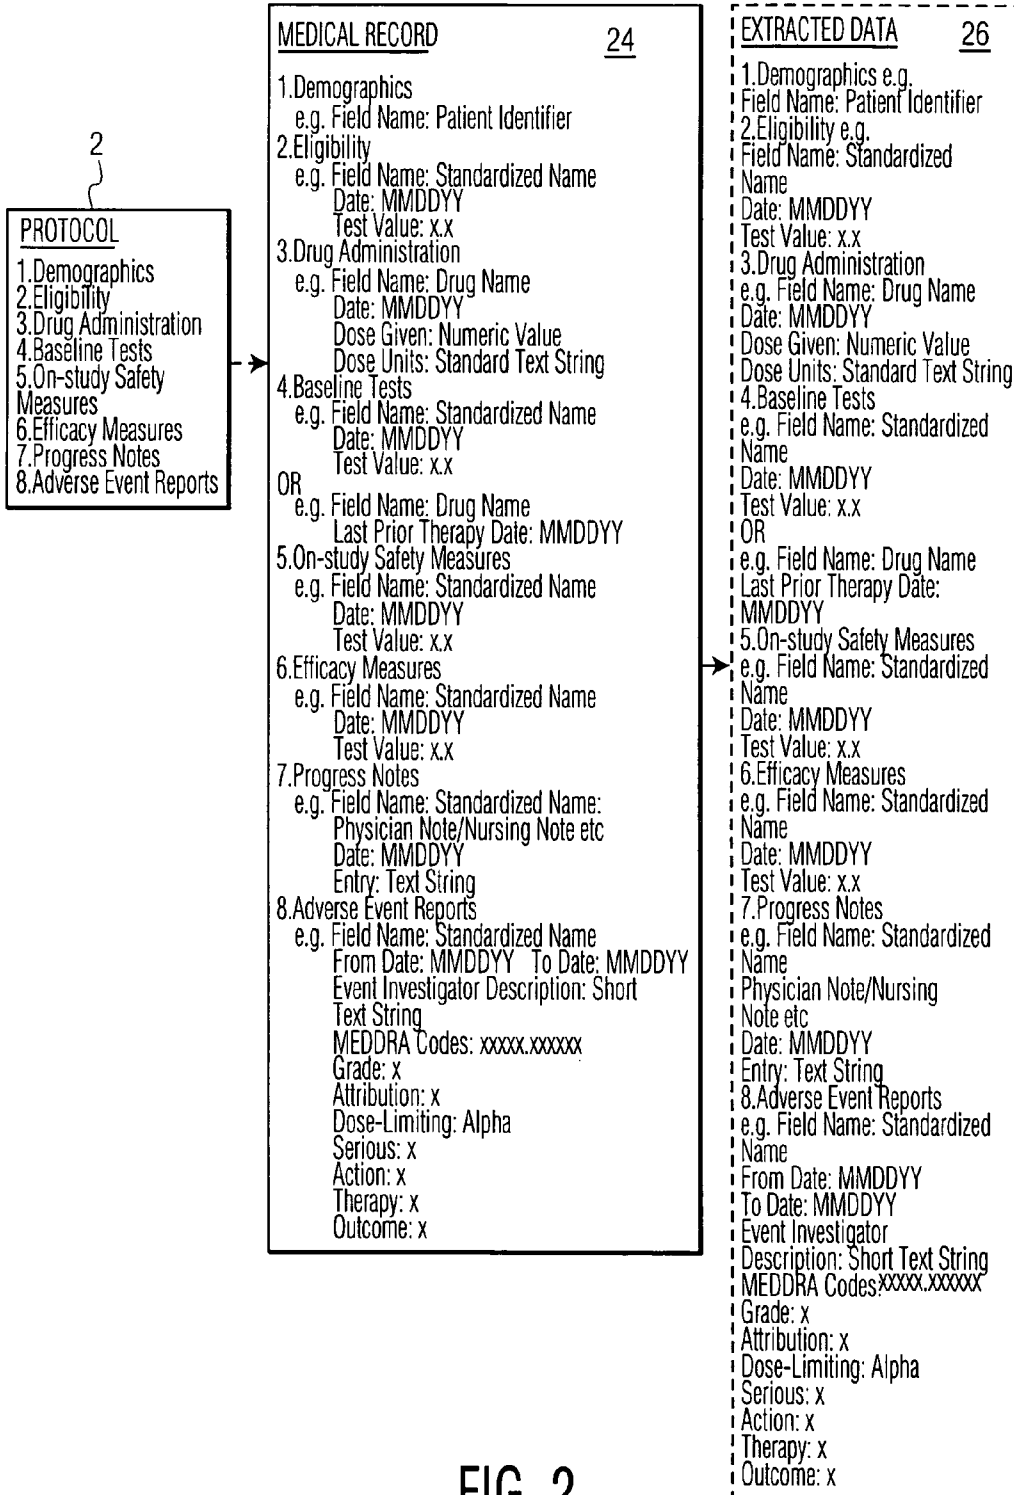 2
PROTOCOL
1.Demographics
2.Eligibility
3.Drug Administration
4.Baseline Tests
5.On-study Safety
Measures
6.Efficacy Measures
7.Progress Notes
8.Adverse Event Reports
MEDICAL RECORD 24
1.Demographics
e.g. Field Name: Patient Identifier
2.Eligibility
e.g. Field Name: Standardized Name
Date: MMDDYY
Test Value: x.x
3.Drug Administration
e.g. Field Name: Drug Name
Date: MMDDYY
Dose Given: Numeric Value
Dose Units: Standard Text String
4.Baseline Tests
e.g. Field Name: Standardized Name
Date: MMDDYY
Test Value: x.x
OR
e.g. Field Name: Drug Name
Last Prior Therapy Date: MMDDYY
5.On-study Safety Measures
e.g. Field Name: Standardized Name
Date: MMDDYY
Test Value: x.x
6.Efficacy Measures
e.g. Field Name: Standardized Name
Date: MMDDYY
Test Value: x.x
7.Progress Notes
e.g. Field Name: Standardized Name:
Physician Note/Nursing Note etc
Date: MMDDYY
Entry: Text String
8.Adverse Event Reports
e.g. Field Name: Standardized Name
From Date: MMDDYY To Date: MMDDYY
Event Investigator Description: Short
Text String
MEDDRA Codes: xxxxx.xxxxxx
Grade: x
Attribution: x
Dose-Limiting: Alpha
Serious: x
Action: x
Therapy: x
Outcome: x
EXTRACTED DATA 26
1.Demographics e.g.
Field Name: Patient Identifier
2.Eligibility e.g.
Field Name: Standardized
Name
Date: MMDDYY
Test Value: x.x
3.Drug Administration
e.g. Field Name: Drug Name
Date: MMDDYY
Dose Given: Numeric Value
Dose Units: Standard Text String
4.Baseline Tests
e.g. Field Name: Standardized
Name
Date: MMDDYY
Test Value: x.x
OR
e.g. Field Name: Drug Name
Last Prior Therapy Date:
MMDDYY
5.On-study Safety Measures
e.g. Field Name: Standardized
Name
Date: MMDDYY
Test Value: x.x
6.Efficacy Measures
e.g. Field Name: Standardized
Name
Date: MMDDYY
Test Value: x.x
7.Progress Notes
e.g. Field Name: Standardized
Name
Physician Note/Nursing
Note etc
Date: MMDDYY
Entry: Text String
8.Adverse Event Reports
e.g. Field Name: Standardized
Name
From Date: MMDDYY
To Date: MMDDYY
Event Investigator
Description: Short Text String
MEDDRA Codes:xxxxx.xxxxxx
Grade: x
Attribution: x
Dose-Limiting: Alpha
Serious: x
Action: x
Therapy: x
Outcome: x
FIG. 2